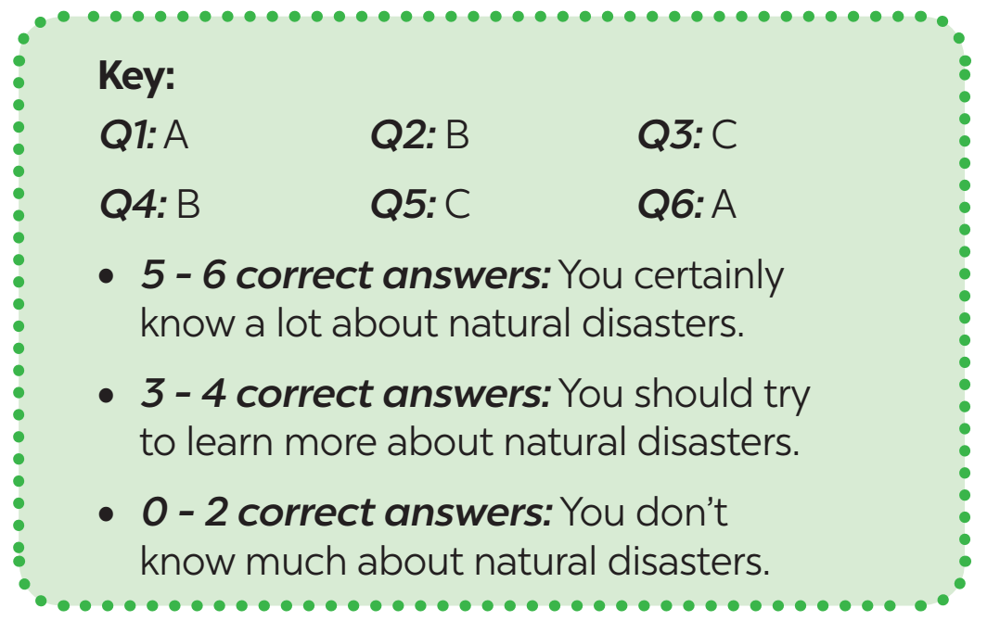 Key:
Q1: A Q2: B Q3: C
Q4: B Q5: C Q6: A
• 5 - 6 correct answers: You certainly
know a lot about natural disasters.
• 3 - 4 correct answers: You should try
to learn more about natural disasters.
• 0 - 2 correct answers: You don't
know much about natural disasters.